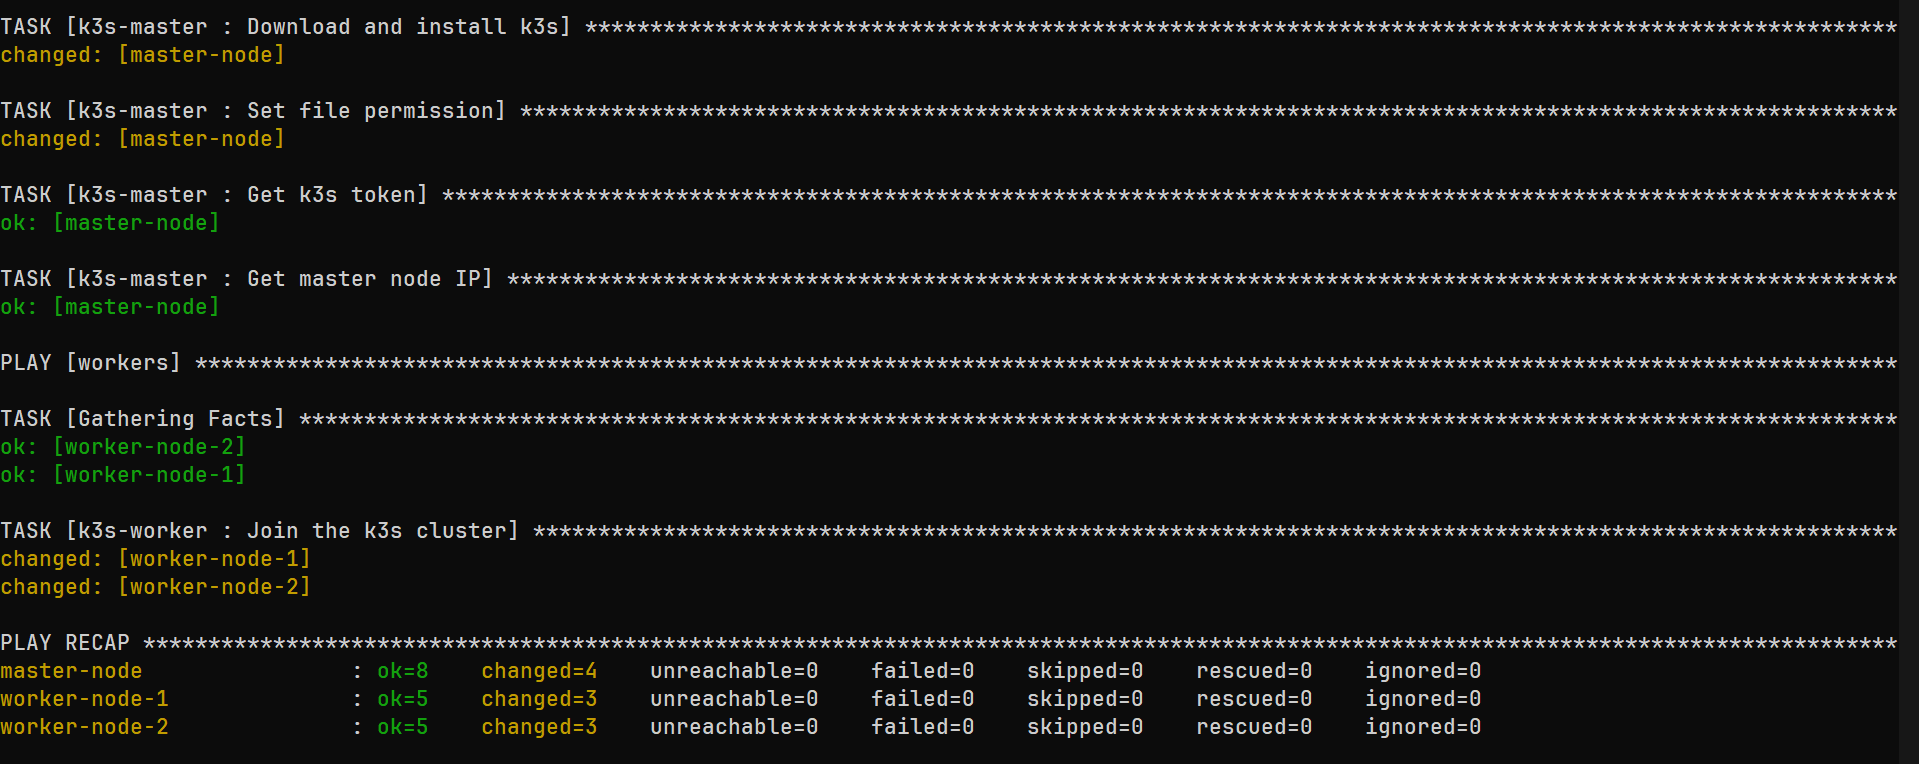 TASK [k3s-master : Download and install k3s] *****************************************************************************************************
changed: [master-node]
TASK [k3s-master : Set file permission] **********************************************************************************************************
changed: [master-node]
TASK [k3s-master : Get k3s token] ****************************************************************************************************************
ok: [master-node]
TASK [k3s-master : Get master node IP] ***********************************************************************************************************
ok: [master-node]
PLAY [workers] ***********************************************************************************************************************************
TASK [Gathering Facts] ***************************************************************************************************************************
ok: [worker-node-2]
ok: [worker-node-1]
TASK [k3s-worker : Join the k3s cluster] *********************************************************************************************************
changed: [worker-node-1]
changed: [worker-node-2]
PLAY RECAP ***************************************************************************************************************************************
master-node                : ok=8    changed=4    unreachable=0    failed=0    skipped=0    rescued=0    ignored=0
worker-node-1              : ok=5    changed=3    unreachable=0    failed=0    skipped=0    rescued=0    ignored=0
worker-node-2              : ok=5    changed=3    unreachable=0    failed=0    skipped=0    rescued=0    ignored=0